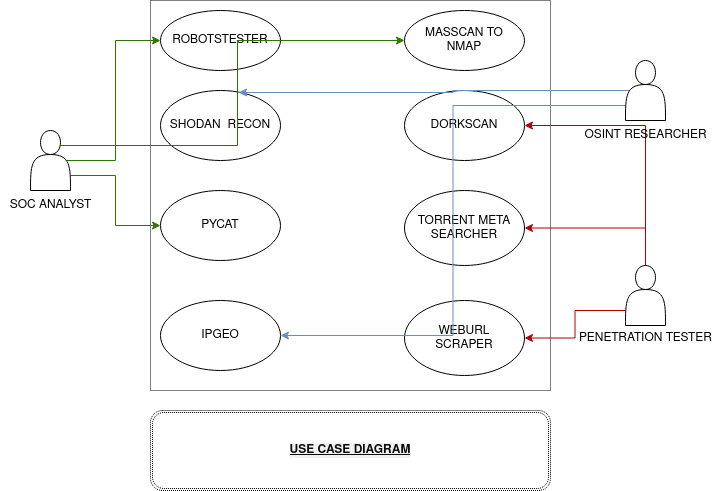 ROBOTSTESTER
MASSCAN TO
NMAP
SHODAN RECON
DORKSCAN
OSINT RESEARCHER
SOC ANALYST
PYCAT
TORRENT META
SEARCHER
IPGEO
WEBURL
SCRAPER
PENETRATION TESTER
USE CASE DIAGRAM